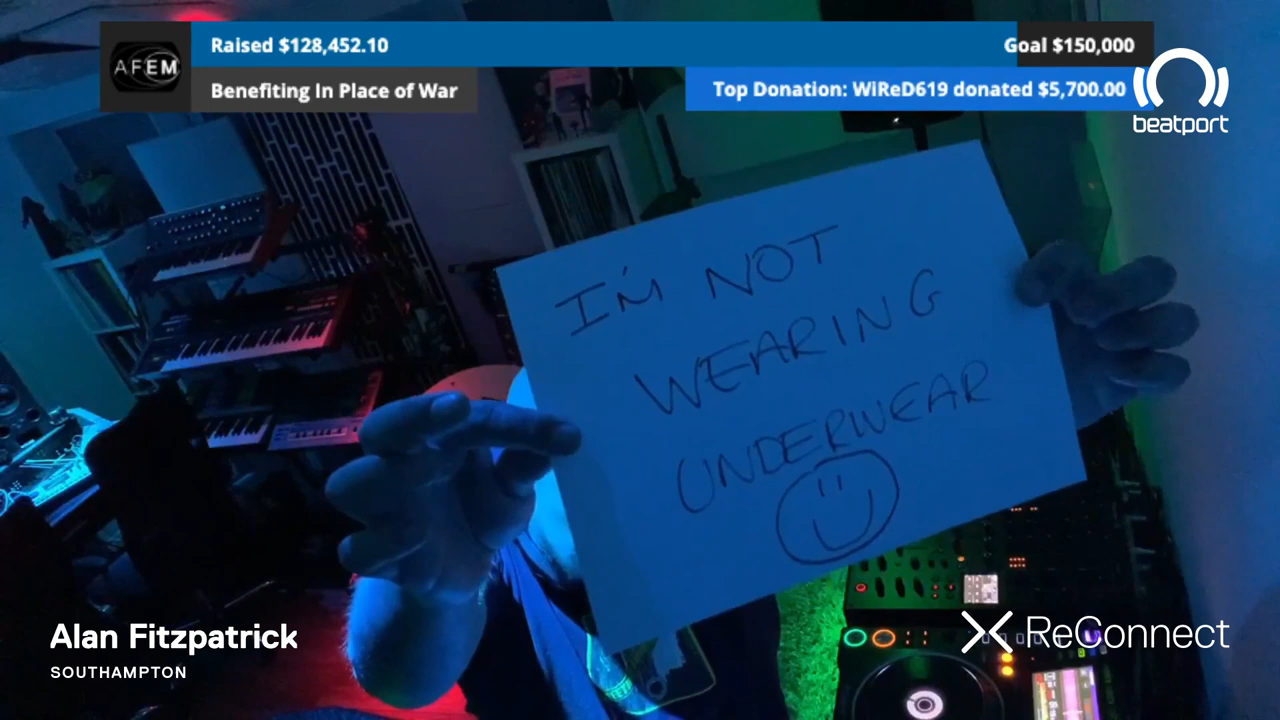 Raised $128,452.10
Goal $150,000
AFEM
Benefiting In Place of War
Top Donation: WiReD619 donated $5,700.00
beatport
I'M NOT
WEARING
UNDERWEAR
Alan Fitzpatrick
SOUTHAMPTON
ReConnect